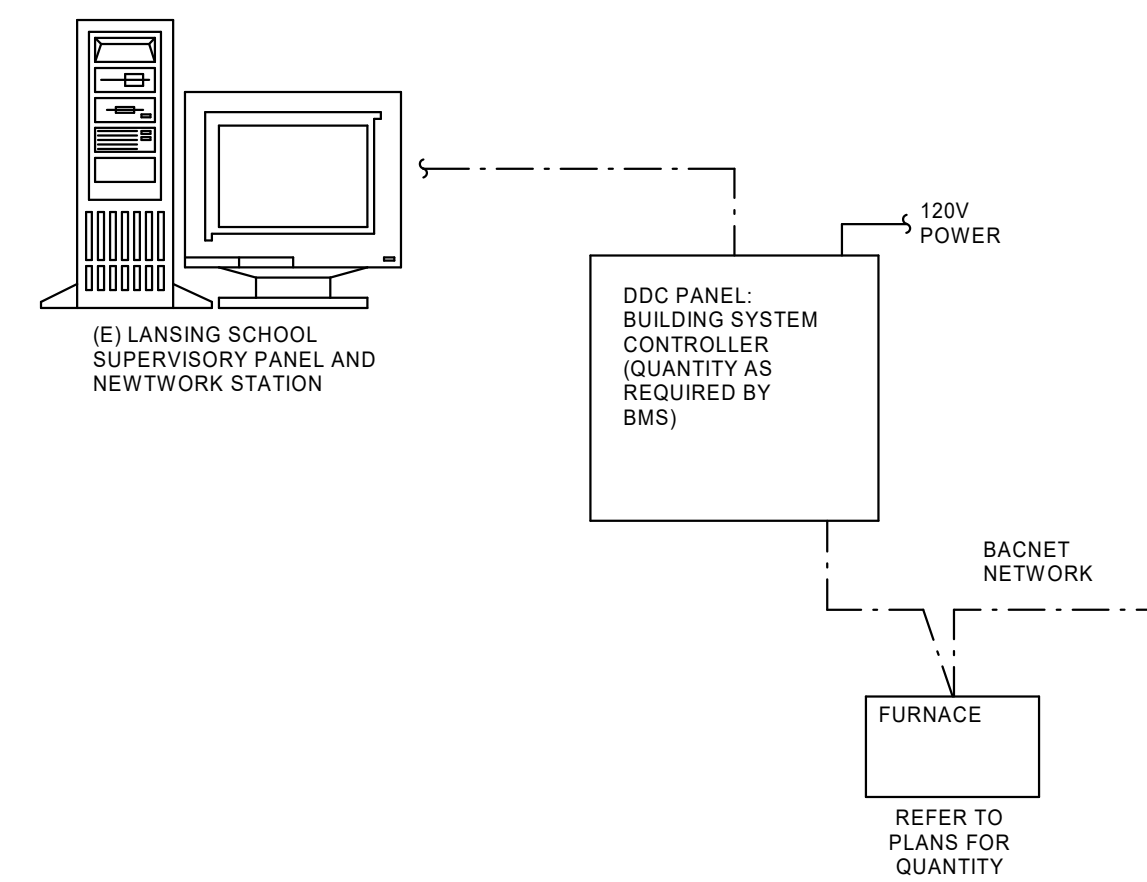 120V
POWER
DDC PANEL:
BUILDING SYSTEM
CONTROLLER
(QUANTITY AS
REQUIRED BY
BMS)
(E) LANSING SCHOOL
SUPERVISORY PANEL AND
NEWTWORK STATION
BACNET
NETWORK
FURNACE
REFER TO
PLANS FOR
QUANTITY